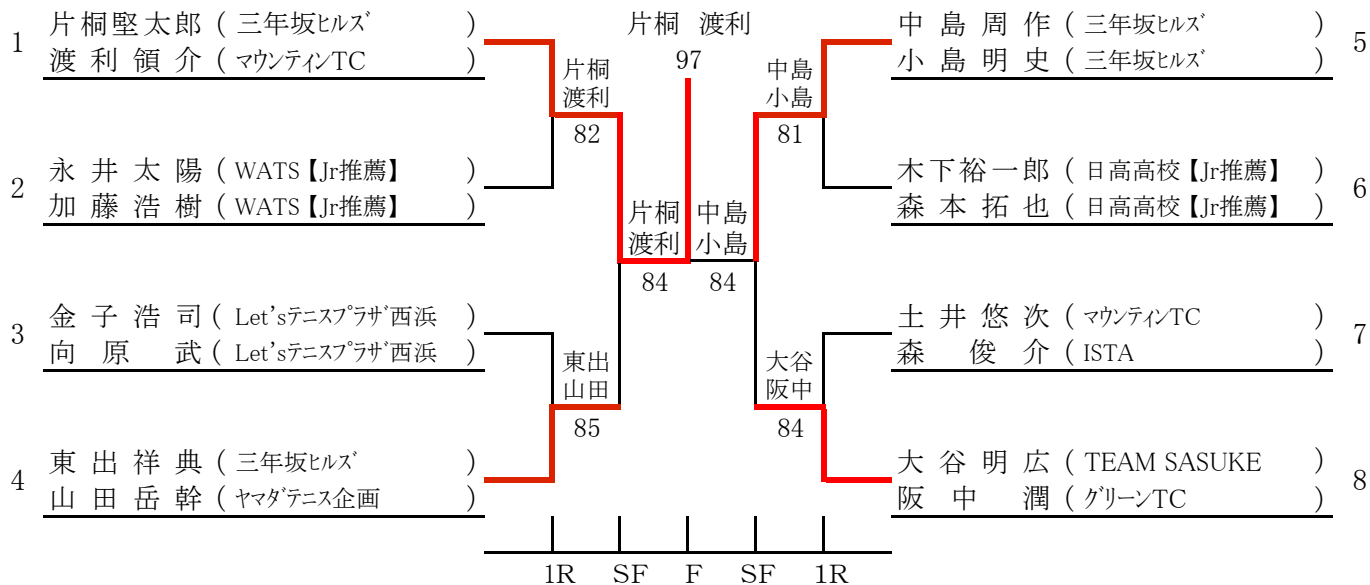 片桐 渡利
97
1
片桐堅太郎 ( 三年坂ﾋﾙｽﾞ )
渡利領介 ( ﾏｳﾝﾃｨﾝTC )
2
永井太陽 ( WATS【Jr推薦】 )
加藤浩樹 ( WATS【Jr推薦】 )
3
金子浩司 ( Let'sﾃﾆｽﾌﾟﾗｻﾞ西浜 )
向原 武 ( Let'sﾃﾆｽﾌﾟﾗｻﾞ西浜 )
4
東出祥典 ( 三年坂ﾋﾙｽﾞ )
山田岳幹 ( ﾔﾏﾀﾞﾃﾆｽ企画 )
片桐
渡利
82
東出
山田
85
片桐
渡利
84
中島
小島
84
中島
小島
81
大谷
阪中
84
中島周作 ( 三年坂ﾋﾙｽﾞ )
小島明史 ( 三年坂ﾋﾙｽﾞ )
5
木下裕一郎 ( 日高高校【Jr推薦】 )
森本拓也 ( 日高高校【Jr推薦】 )
6
土井悠次 ( ﾏｳﾝﾃｨﾝTC )
森 俊介 ( ISTA )
7
大谷明広 ( TEAM SASUKE )
阪中 潤 ( ｸﾞﾘｰﾝTC )
8
1R SF F SF 1R